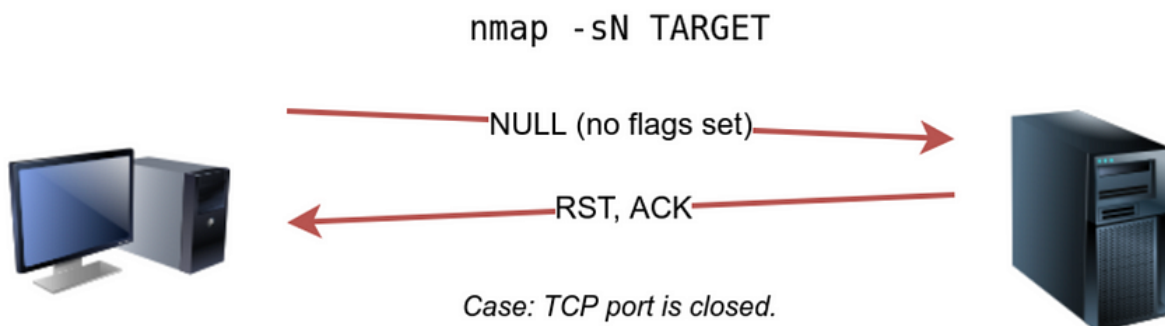 nmap -sN TARGET
NULL (no flags set)
RST, ACK
Case: TCP port is closed.